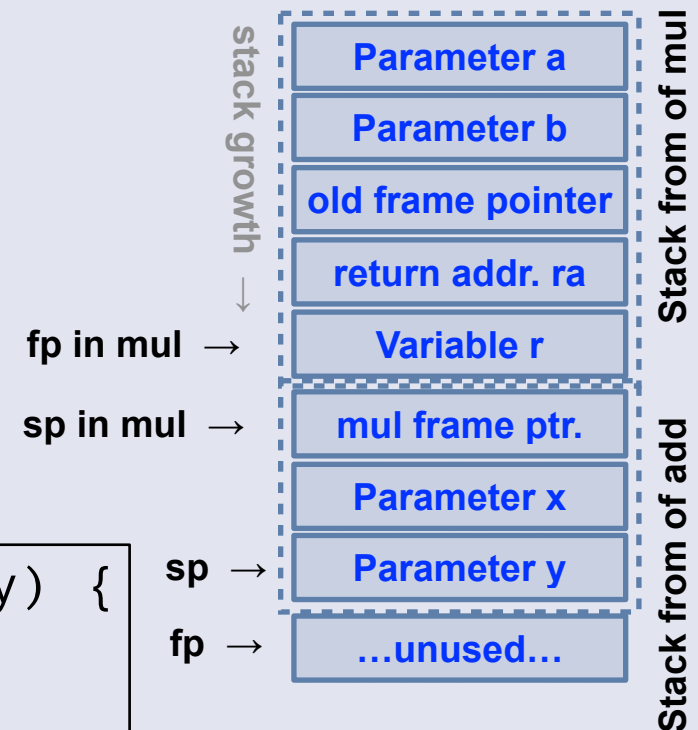 stack growth →
Parameter a
Parameter b
old frame pointer
return addr. ra
fp in mul → Variable r
sp in mul → mul frame ptr.
Parameter x
sp → Parameter y
fp → …unused…
Stack from of mul
Stack from of add
y) {